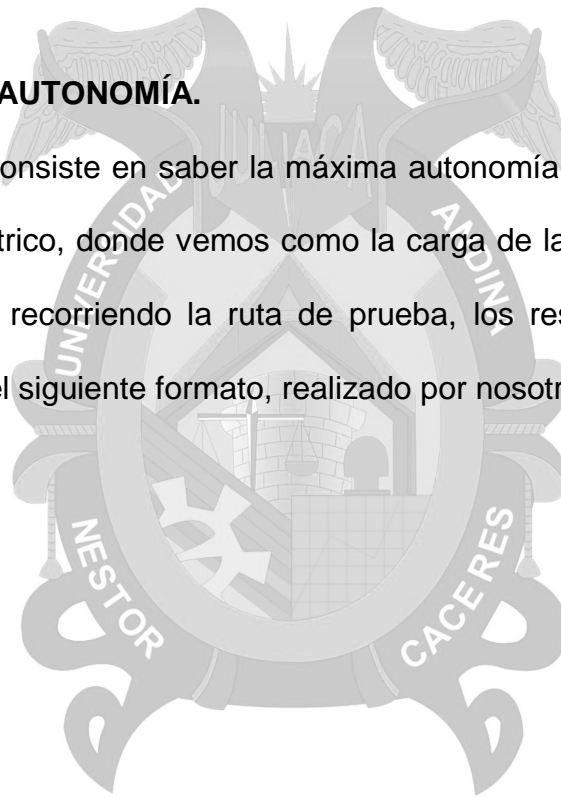 AUTONOMÍA.
onsiste en saber la máxima autonomía
trico, donde vemos como la carga de la
recorriendo la ruta de prueba, los res
el siguiente formato, realizado por nosotr
UNIVERSIDAD ANDINA
JULIACA
NESTOR CACERES